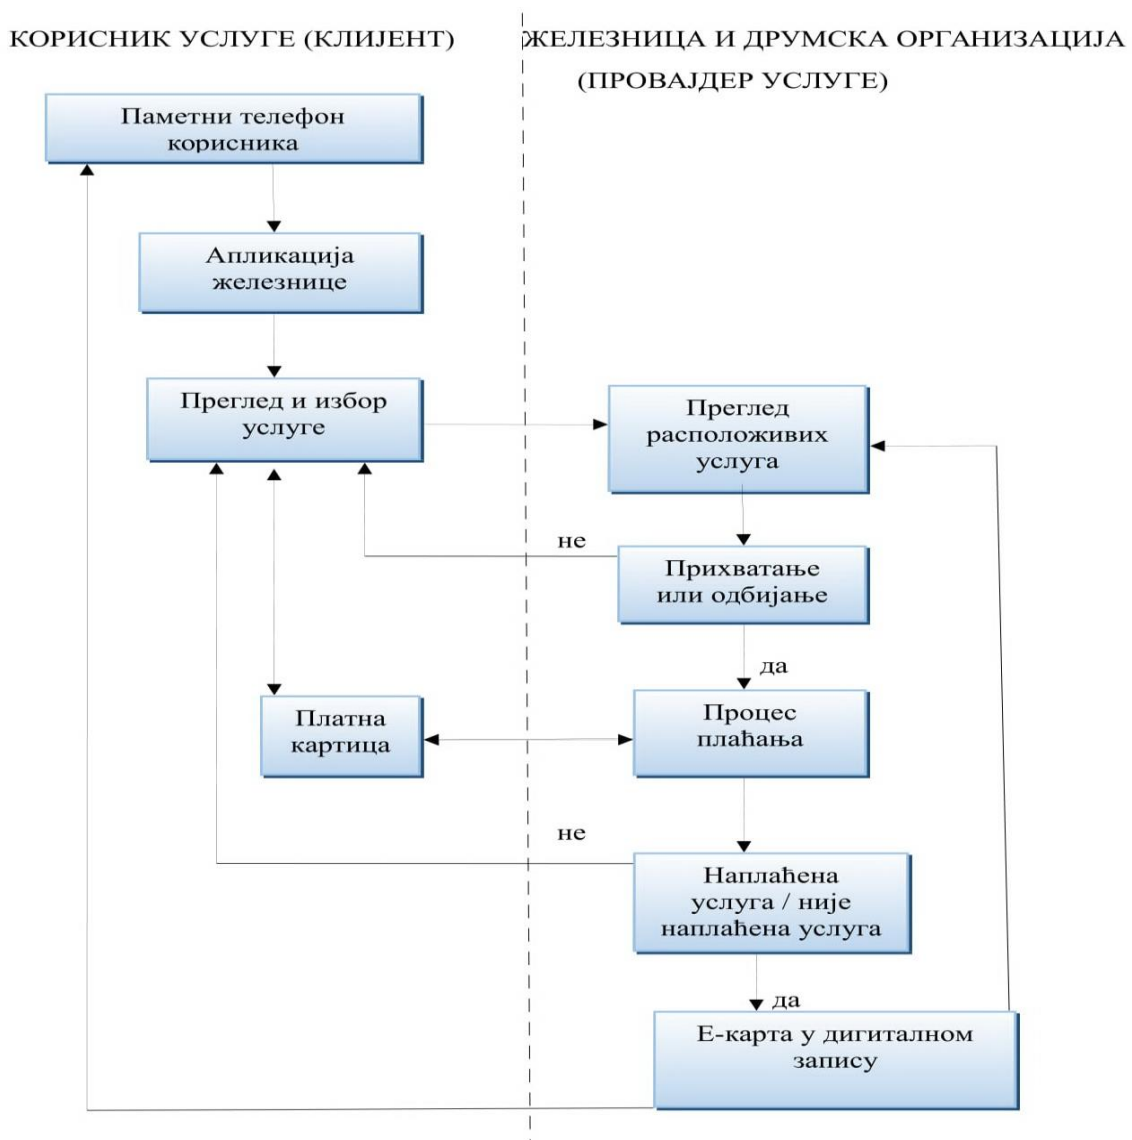 КОРИСНИК УСЛУГЕ (КЛИЈЕНТ)
ЖЕЛЕЗНИЦА И ДРУМСКА ОРГАНИЗАЦИЈА
(ПРОВАЈДЕР УСЛУГЕ)
Паметни телефон
корисника
Апликација
железнице
Преглед и избор
услуге
Преглед
расположивих
услуга
не
Прихватање
или одбијање
да
Платна
картица
Процес
плаћања
не
Наплаћена
услуга / није
наплаћена услуга
да
Е-карта у дигиталном
запису